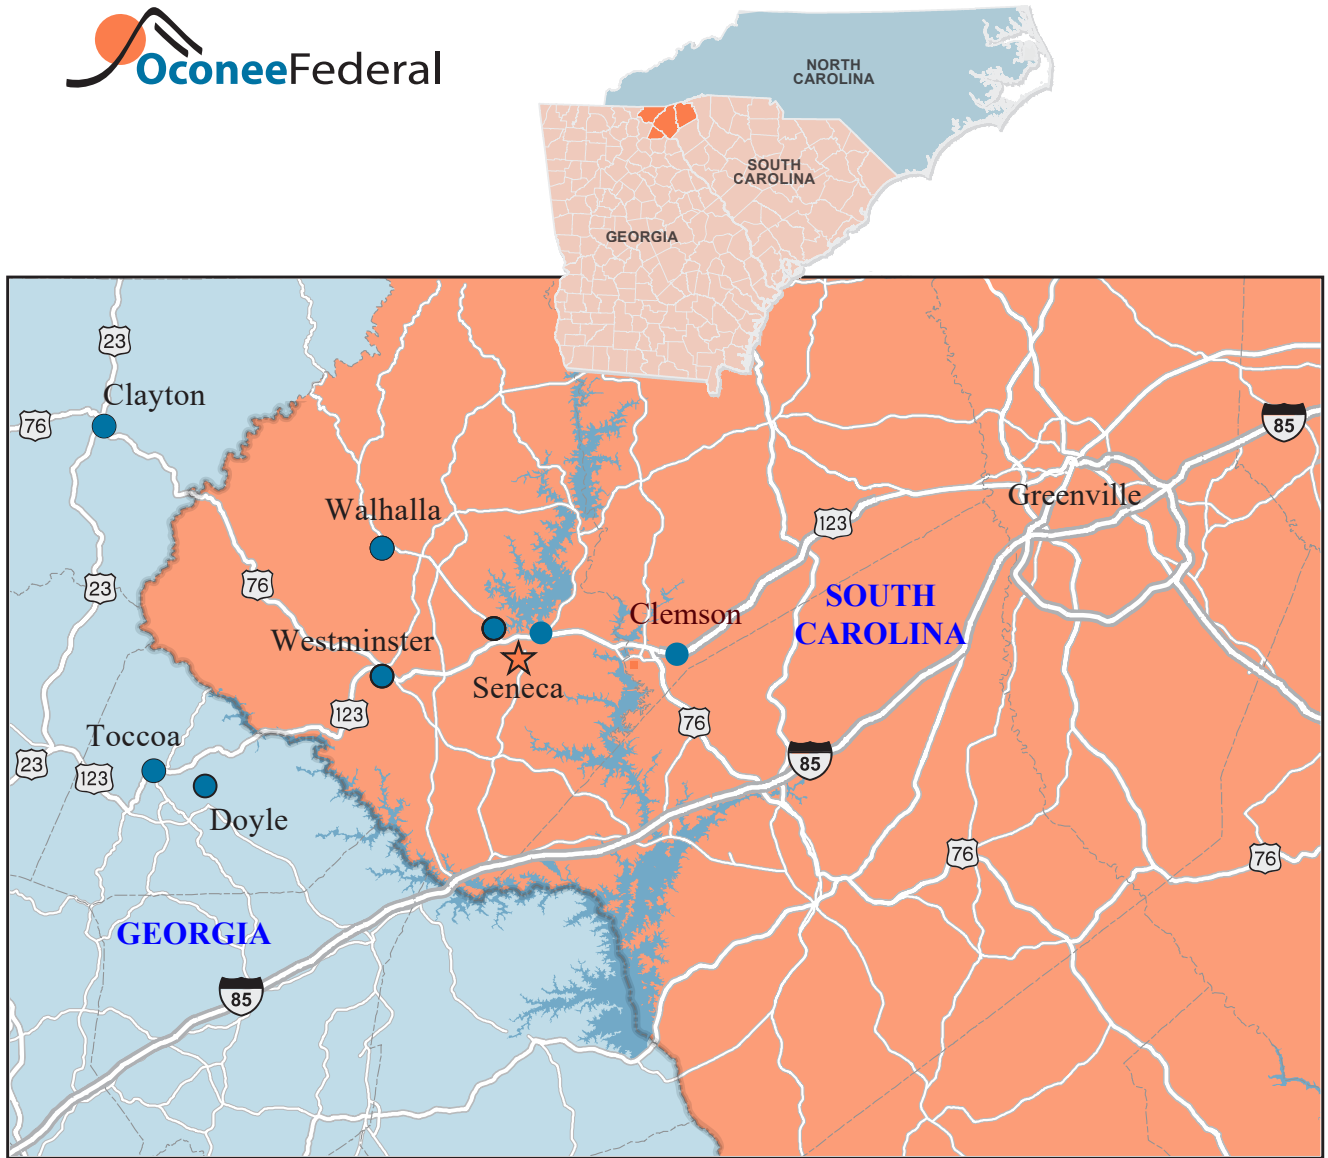 OconeeFederal
NORTH
CAROLINA
SOUTH
CAROLINA
GEORGIA
23
Clayton
76
85
Greenville
Walhalla
123
23
76
SOUTH
CAROLINA
Clemson
Westminster
Seneca
123
76
Toccoa
23
123
85
Doyle
76
76
GEORGIA
85